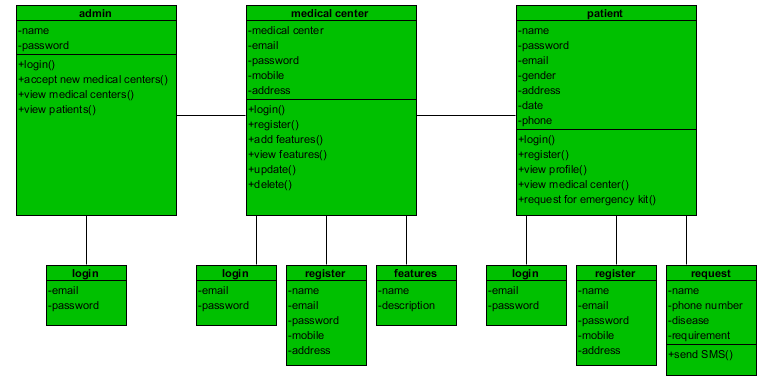 admin
-name
-password
+login()
+accept new medical centers()
+view medical centers()
+view patients()
medical center
-medical center
-email
-password
-mobile
-address
+login()
+register()
+add features()
+view features()
+update()
+delete()
patient
-name
-password
-email
-gender
-address
-date
-phone
+login()
+register()
+view profile()
+view medical center()
+request for emergency kit()
login
-email
-password
login
-email
-password
register
-name
-email
-password
-mobile
-address
features
-name
-description
login
-email
-password
register
-name
-email
-password
-mobile
-address
request
-name
-phone number
-disease
-requirement
+send SMS()